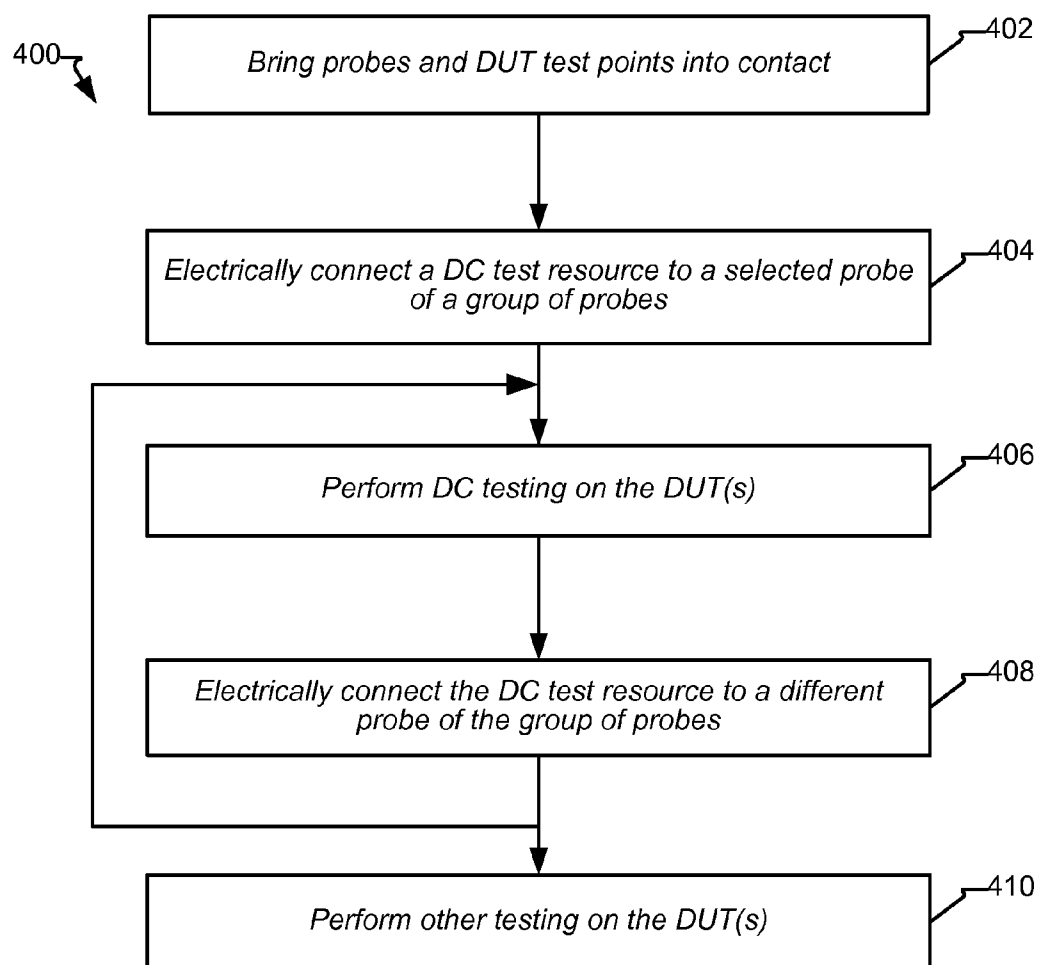 400
402
Bring probes and DUT test points into contact
404
Electrically connect a DC test resource to a selected probe
of a group of probes
406
Perform DC testing on the DUT(s)
408
Electrically connect the DC test resource to a different
probe of the group of probes
410
Perform other testing on the DUT(s)